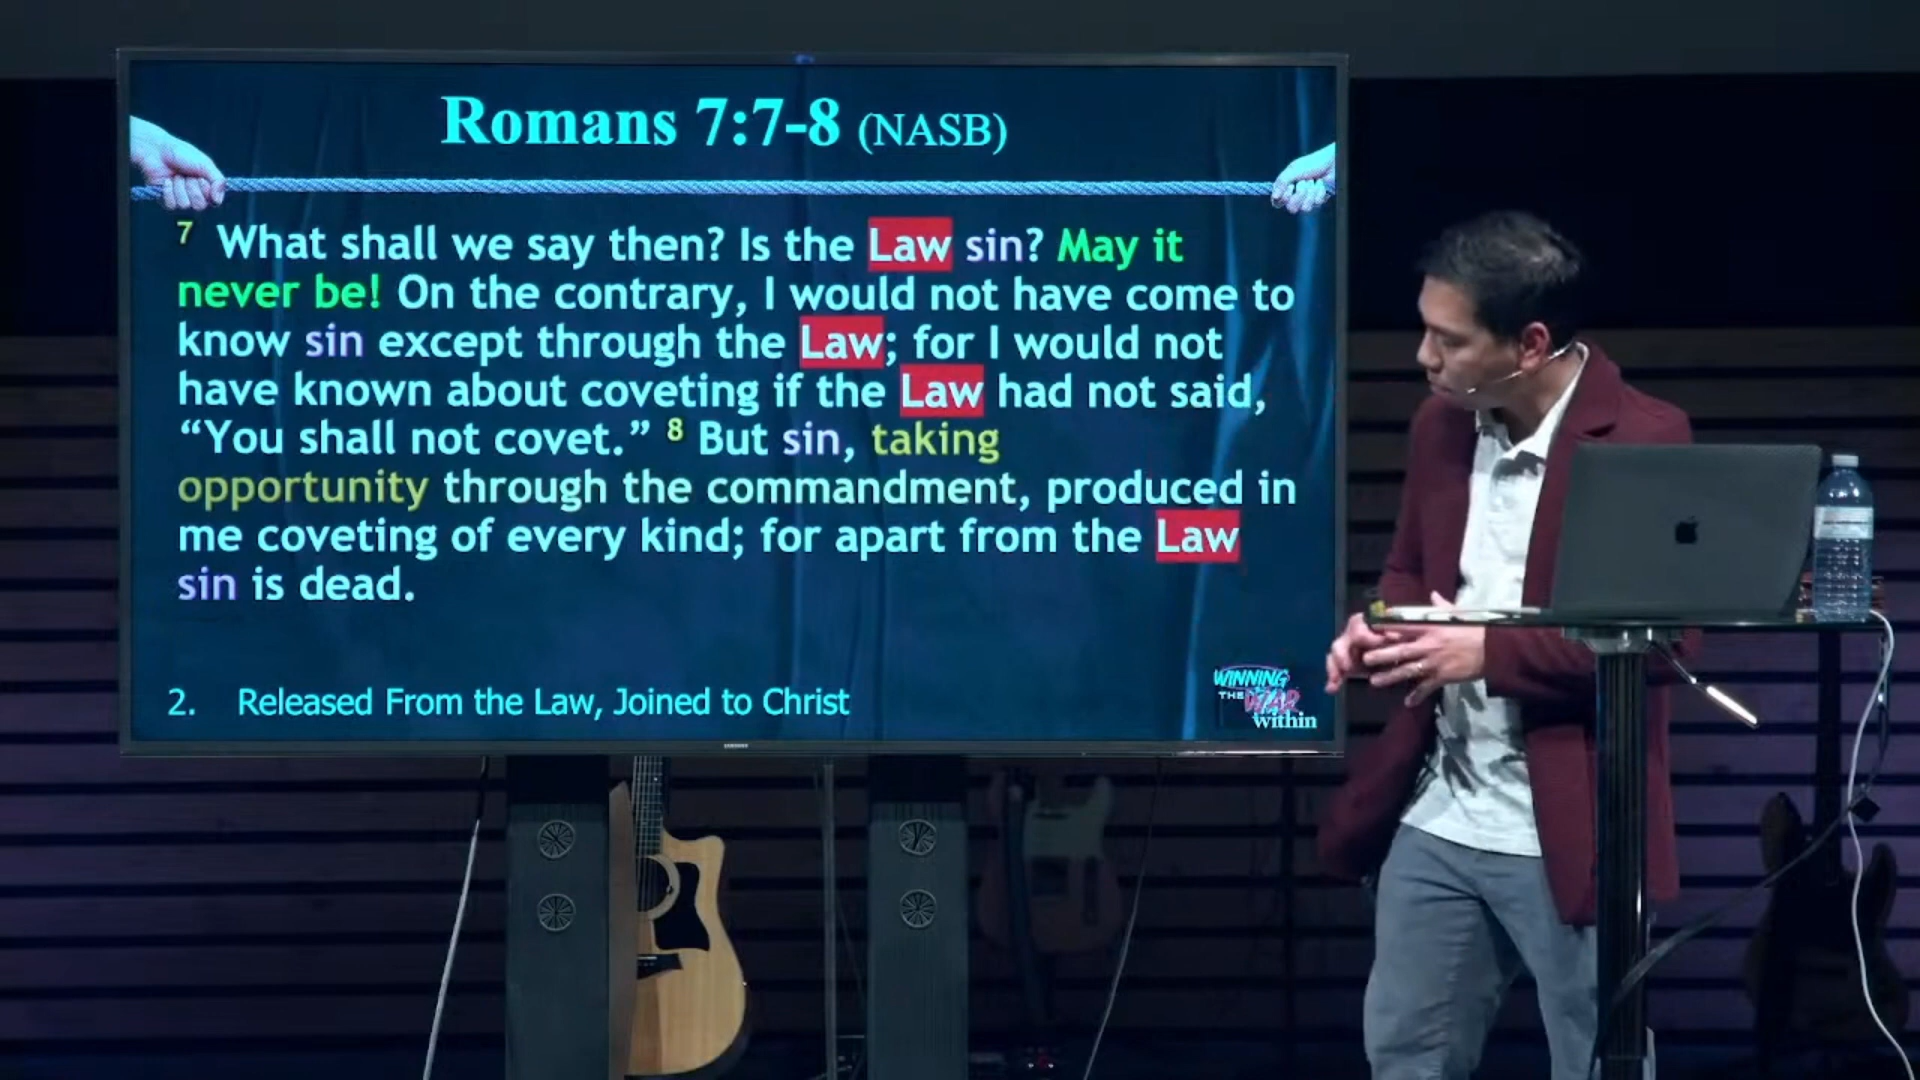 Romans 7:7-8 (NASB)
7 What shall we say then? Is the Law sin? May it
never be! On the contrary, I would not have come to
know sin except through the Law; for I would not
have known about coveting if the Law had not said,
“You shall not covet.” 8 But sin, taking
opportunity through the commandment, produced in
me coveting of every kind; for apart from the Law
sin is dead.
2. Released From the Law, Joined to Christ
WINNING
THE WAR
within
SAMSUNG